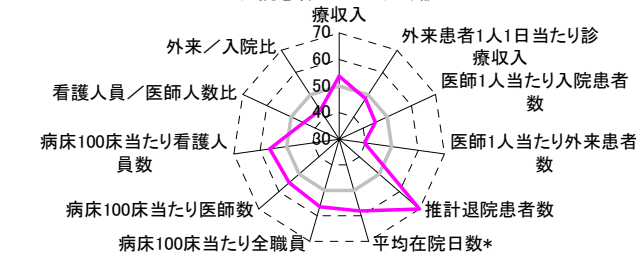 療収入
70
60
50
40
30
外来患者1人1日当たり診
療収入
医師1人当たり入院患者
数
医師1人当たり外来患者
数
推計退院患者数
平均在院日数*
病床100床当たり全職員
病床100床当たり医師数
病床100床当たり看護人
員数
看護人員／医師人数比
外来／入院比